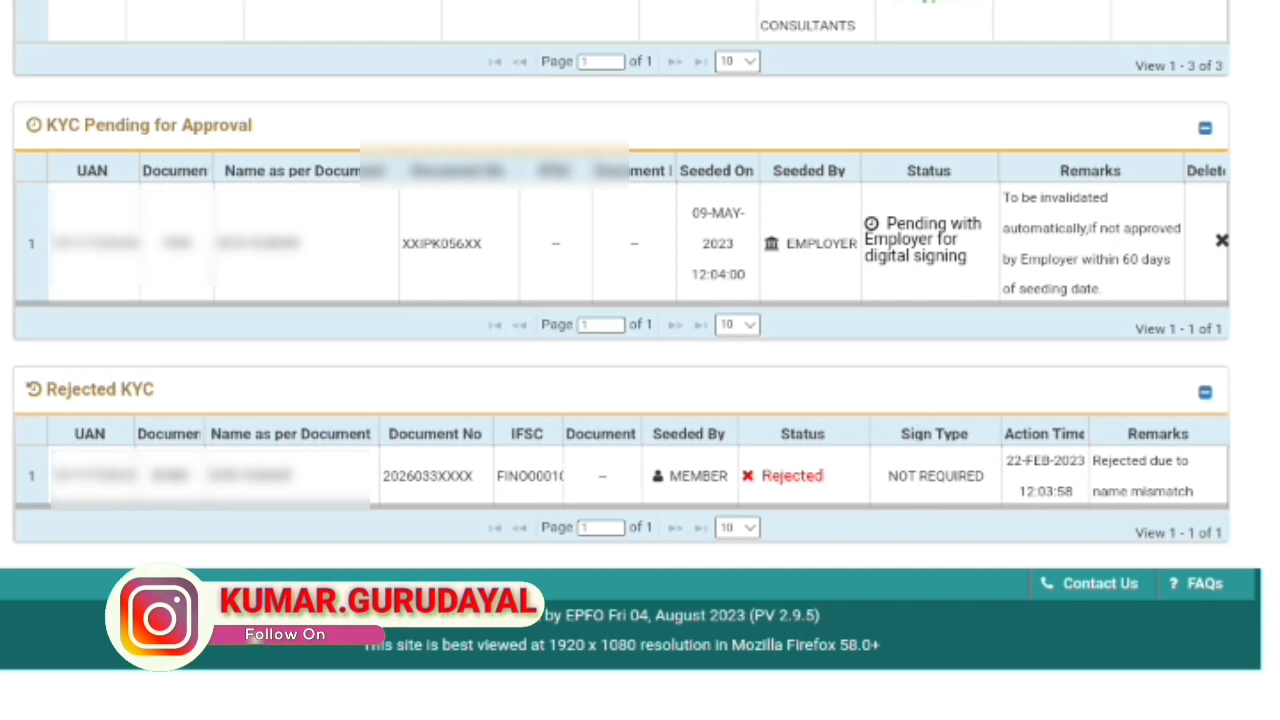 CONSULTANTS
Page 1 of 1 10
View 1 - 3 of 3
KYC Pending for Approval
UAN Documen Name as per Docum ment I Seeded On Seeded By Status Remarks Delet
1 XXIPK056XX -- -- 09-MAY-2023 12:04:00 EMPLOYER Pending with Employer for digital signing To be invalidated automatically,if not approved by Employer within 60 days of seeding date.
Page 1 of 1 10
View 1 - 1 of 1
Rejected KYC
UAN Documen Name as per Document Document No IFSC Document Seeded By Status Sign Type Action Time Remarks
1 2026033XXXX FINO0001 -- MEMBER Rejected NOT REQUIRED 22-FEB-2023 12:03:58 Rejected due to name mismatch
Page 1 of 1 10
View 1 - 1 of 1
Contact Us ? FAQs
KUMAR.GURUDAYAL
Follow On
by EPFO Fri 04, August 2023 (PV 2.9.5)
This site is best viewed at 1920 x 1080 resolution in Mozilla Firefox 58.0+